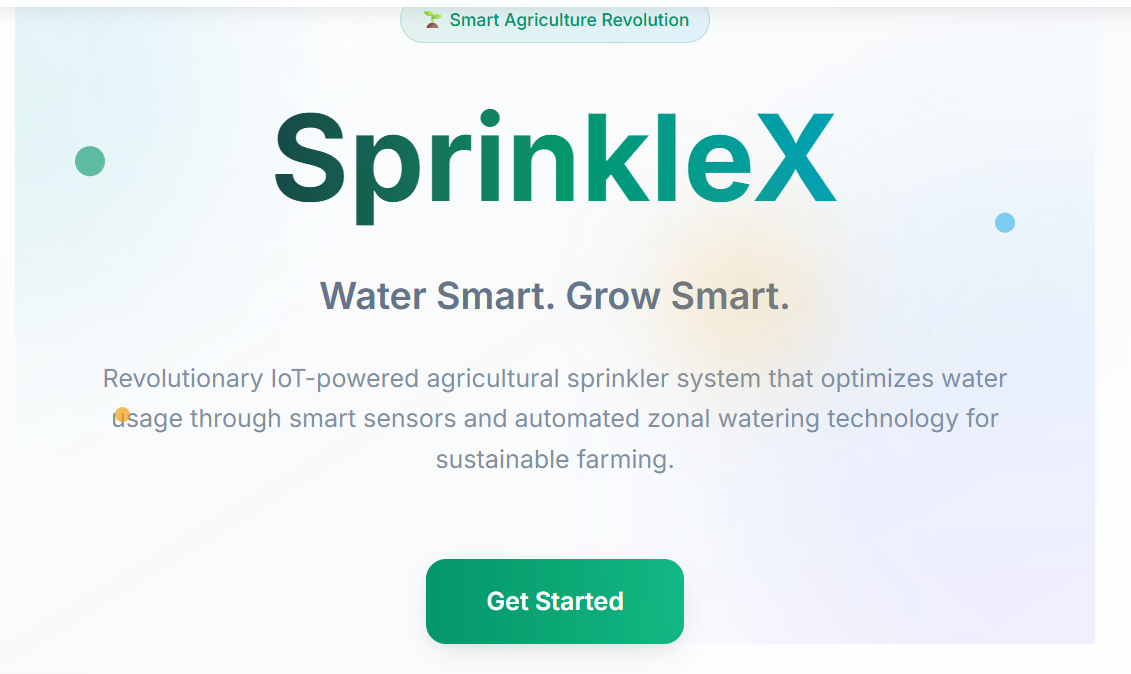 Smart Agriculture Revolution
SprinkleX
Water Smart. Grow Smart.
Revolutionary IoT-powered agricultural sprinkler system that optimizes water
usage through smart sensors and automated zonal watering technology for
sustainable farming.
Get Started